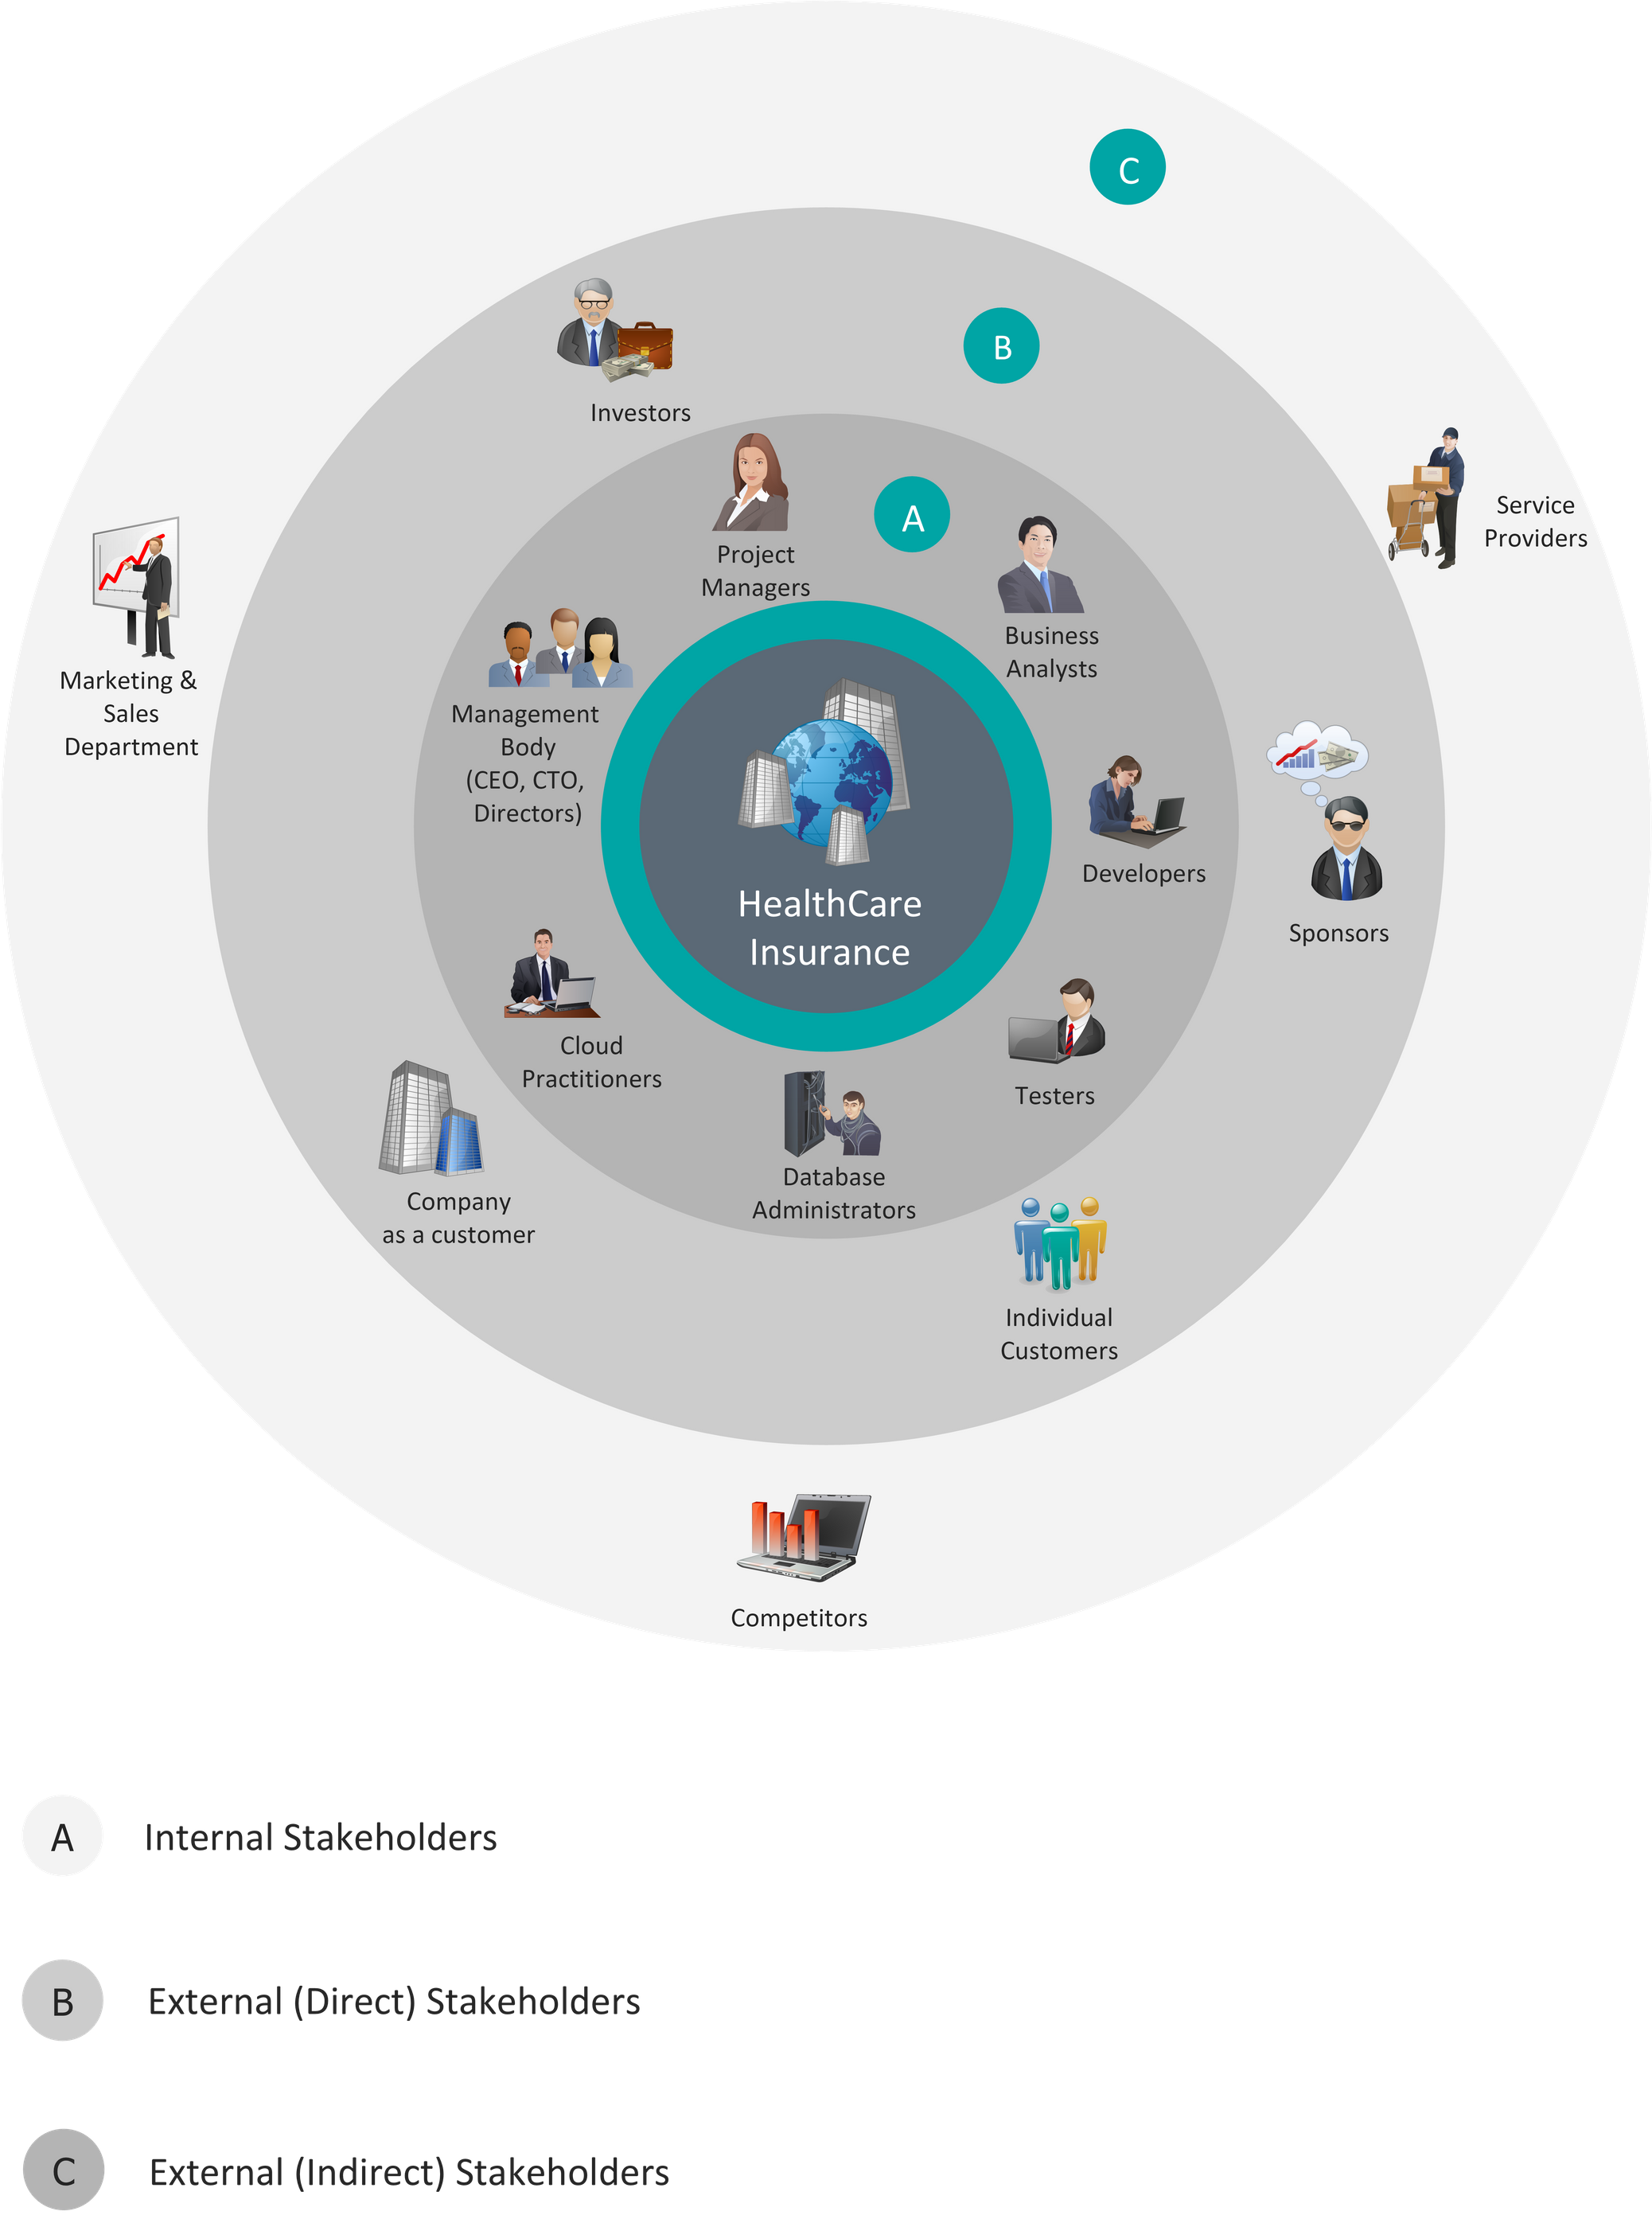 C
B
Investors
A
Project
Managers
Service
Providers
Business
Analysts
Marketing &
Sales
Department
Management
Body
(CEO, CTO,
Directors)
Developers
HealthCare
Insurance
Sponsors
Cloud
Practitioners
Testers
Company
as a customer
Database
Administrators
Individual
Customers
Competitors
A Internal Stakeholders
B External (Direct) Stakeholders
C External (Indirect) Stakeholders